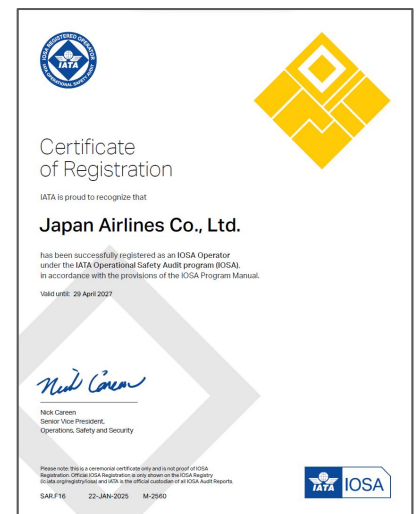 IOSA REGISTERED OPERATOR
IATA
IATA OPERATIONAL SAFETY AUDIT
Certificate
of Registration
IATA is proud to recognize that
Japan Airlines Co., Ltd.
has been successfully registered as an IOSA Operator
under the IATA Operational Safety Audit program (IOSA).
in accordance with the provisions of the IOSA Program Manual.
Valid until: 29 April 2027
Nick Careen
Nick Careen
Senior Vice President,
Operations, Safety and Security
Please note: this is a ceremonial certificate only and is not proof of IOSA
Registration. Official IOSA Registration is only shown on the IOSA Registry
(ic.iata.org/registry/iosa) and IATA is the official custodian of all IOSA Audit Reports.
SAR.F16 22-JAN-2025 M-2560
IATA IOSA